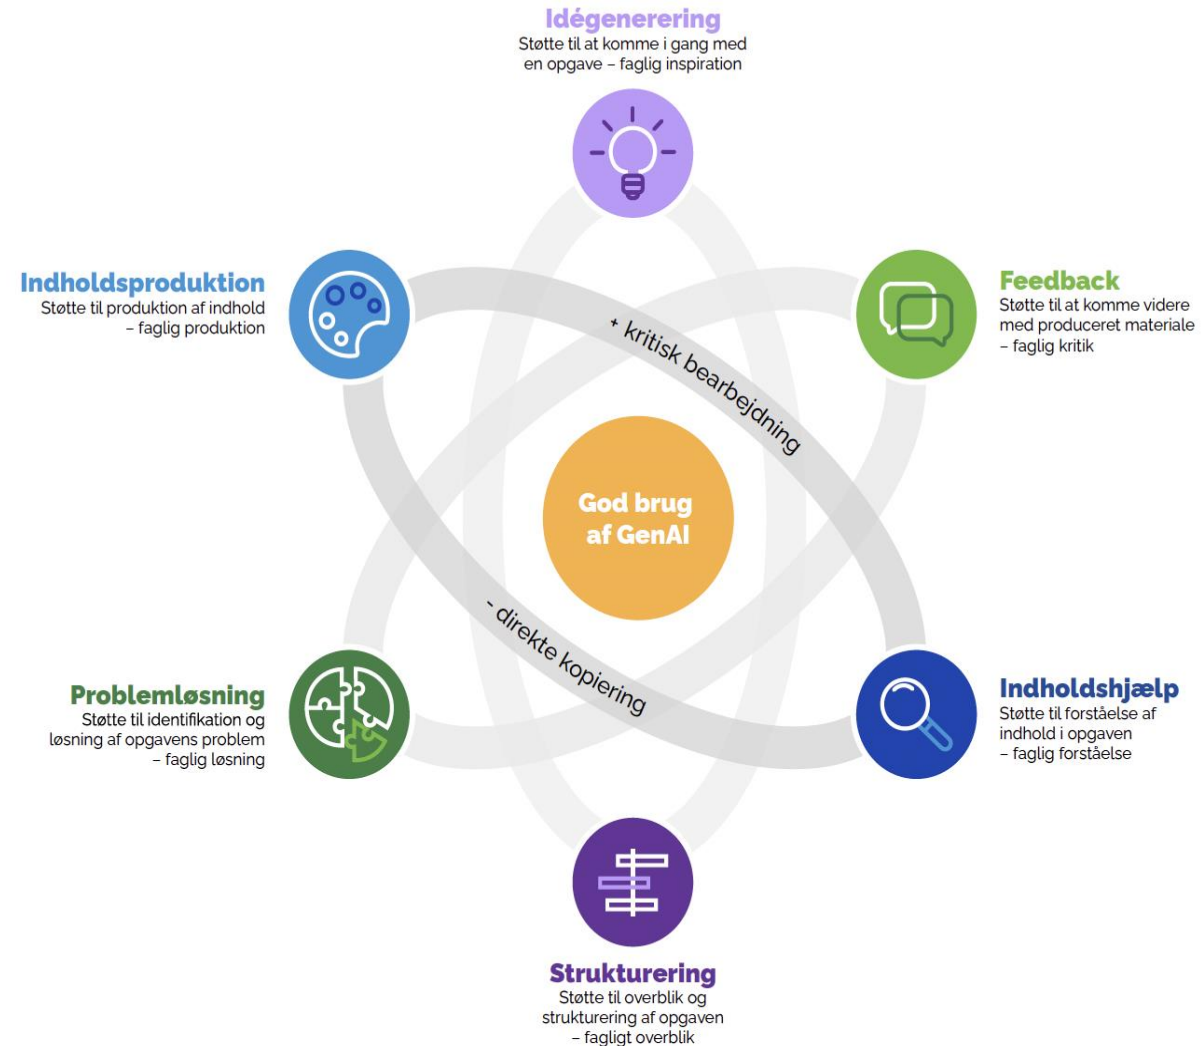 Idégenerering
Støtte til at komme i gang med
en opgave – faglig inspiration
Indholdsproduktion
Støtte til produktion af indhold
– faglig produktion
Feedback
Støtte til at komme videre
med produceret materiale
– faglig kritik
+ kritisk bearbejdning
God brug
af GenAI
- direkte kopiering
Problemløsning
Støtte til identifikation og
løsning af opgavens problem
– faglig løsning
Indholdshjælp
Støtte til forståelse af
indhold i opgaven
– faglig forståelse
Strukturering
Støtte til overblik og
strukturering af opgaven
– fagligt overblik